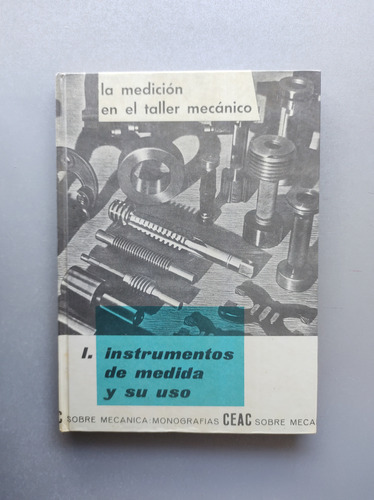 la medición
en el taller mecánico
I. instrumentos
de medida
y su uso
C SOBRE MECANICA·MONOGRAFIAS CEAC SOBRE MECA